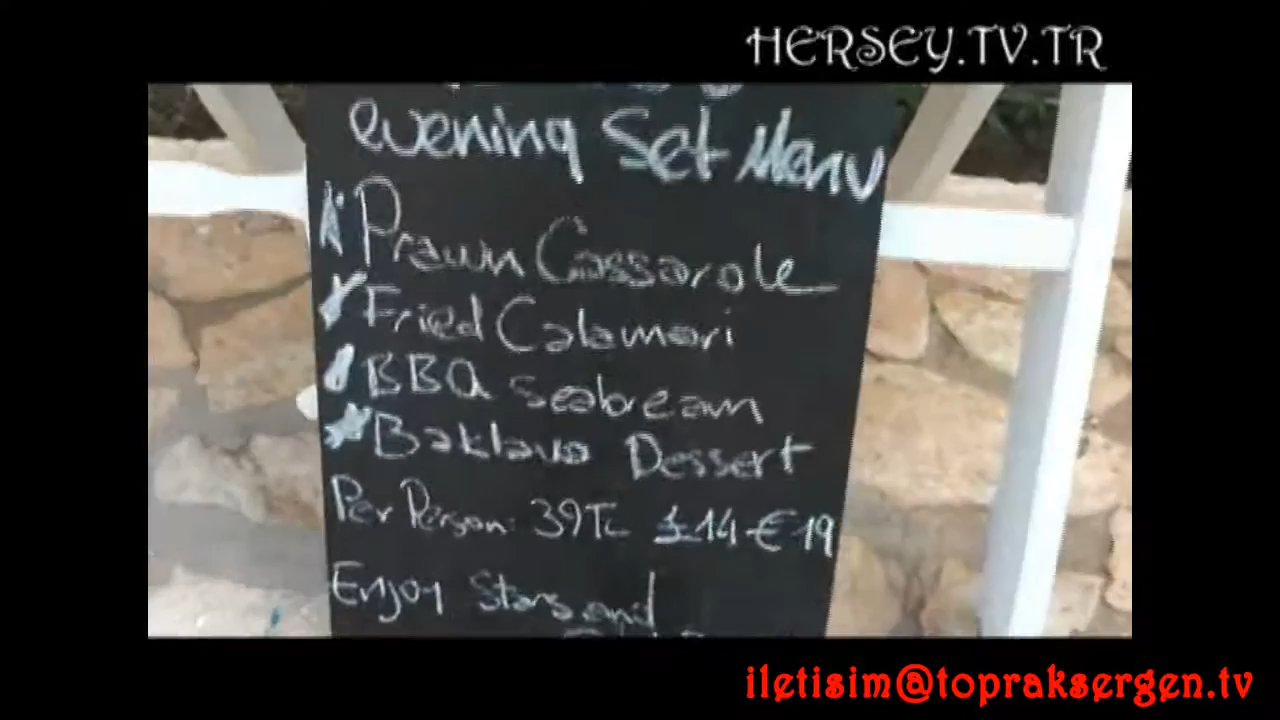 HERSEY.TV.TR
evening Set Menu
Prawn Cassarole
Fried Calamari
BBQ Seabream
Baklava Dessert
Per Person: 39TL £14 € 19
Enjoy Stars and
iletisim@topraksergen.tv